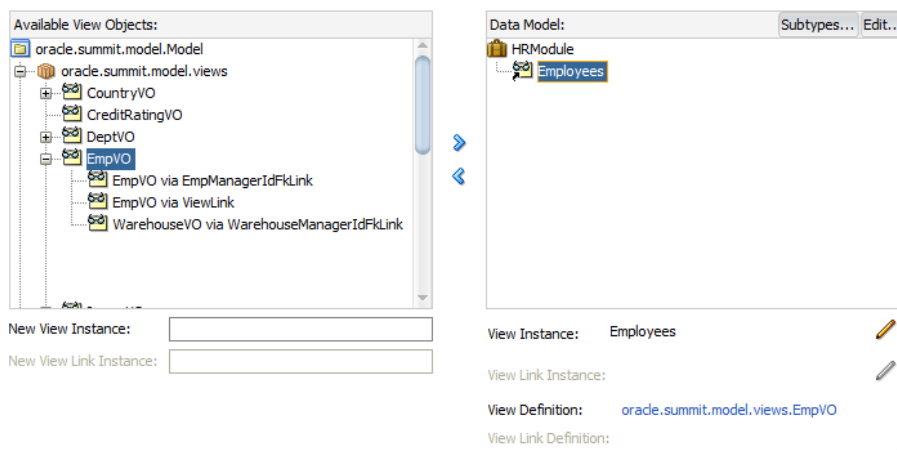 Available View Objects:
oracle.summit.model.Model
oracle.summit.model.views
CountryVO
CreditRatingVO
DeptVO
EmpVO
EmpVO via EmpManagerIdFkLink
EmpVO via ViewLink
WarehouseVO via WarehouseManagerIdFkLink
New View Instance:
New View Link Instance:
Data Model:
Subtypes...
Edit..
HRModule
Employees
View Instance: Employees
View Link Instance:
View Definition: oracle.summit.model.views.EmpVO
View Link Definition: